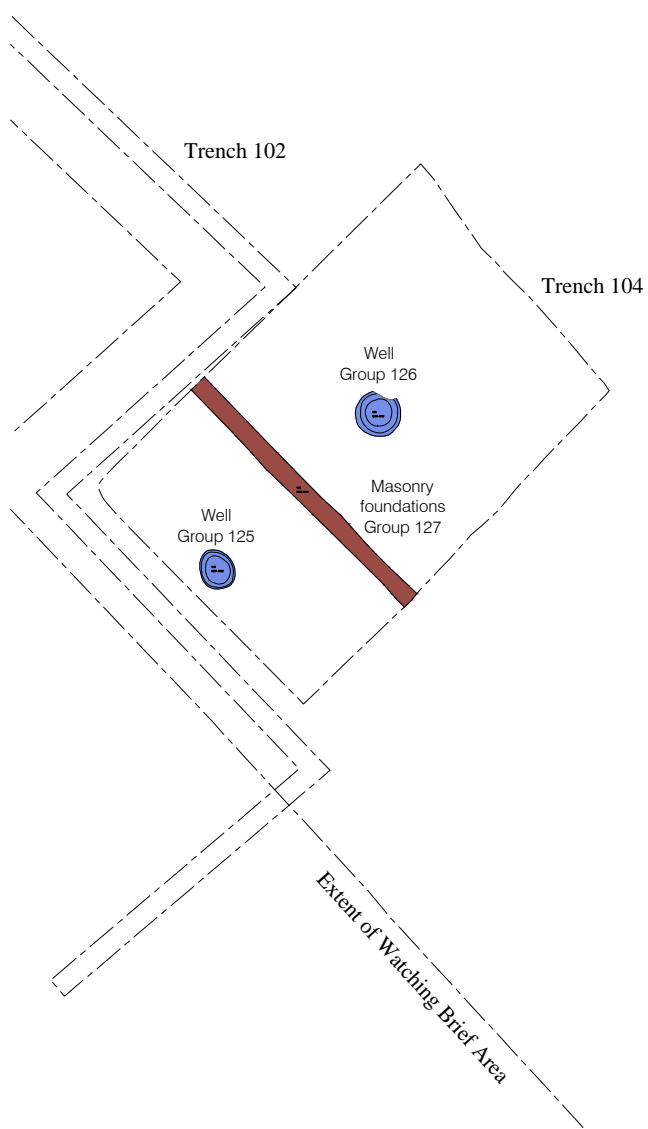 Trench 102
Trench 104
Well
Group 126
Masonry
foundations
Group 127
Well
Group 125
Extent of Watching Brief Area